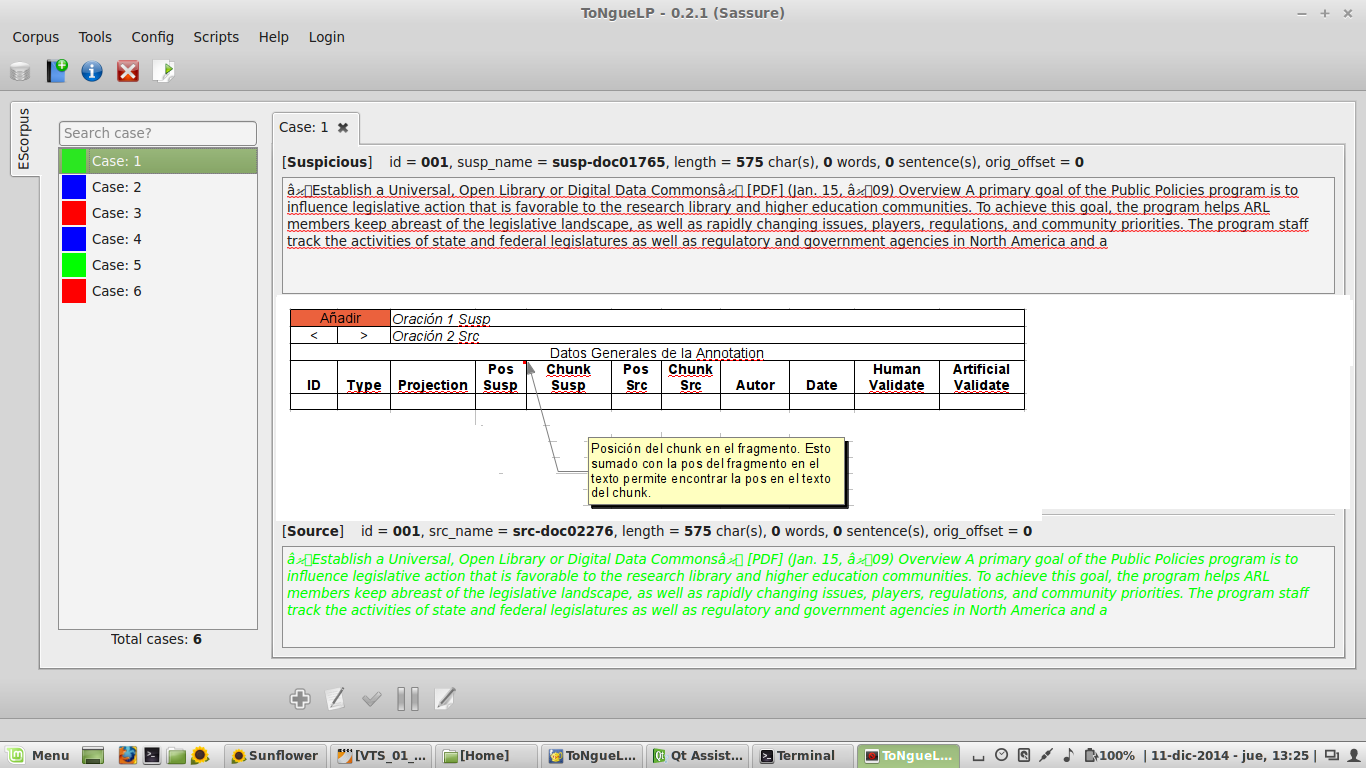 ToNgueLP - 0.2.1 (Sassure)
Corpus Tools Config Scripts Help Login
EScorpus
Search case?
Case: 1
Case: 2
Case: 3
Case: 4
Case: 5
Case: 6
Total cases: 6
Case: 1
[Suspicious] id = 001, susp_name = susp-doc01765, length = 575 char(s), 0 words, 0 sentence(s), orig_offset = 0
Establish a Universal, Open Library or Digital Data Commons [PDF] (Jan. 15, 09) Overview A primary goal of the Public Policies program is to
influence legislative action that is favorable to the research library and higher education communities. To achieve this goal, the program helps ARL
members keep abreast of the legislative landscape, as well as rapidly changing issues, players, regulations, and community priorities. The program staff
track the activities of state and federal legislatures as well as regulatory and government agencies in North America and a
Añadir Oración 1 Susp
< > Oración 2 Src
Datos Generales de la Annotation
ID Type Projection Pos Susp Chunk Susp Pos Src Chunk Src Autor Date Human Validate Artificial Validate
Posición del chunk en el fragmento. Esto
sumado con la pos del fragmento en el
texto permite encontrar la pos en el texto
del chunk.
[Source] id = 001, src_name = src-doc02276, length = 575 char(s), 0 words, 0 sentence(s), orig_offset = 0
Establish a Universal, Open Library or Digital Data Commons [PDF] (Jan. 15, 09) Overview A primary goal of the Public Policies program is to
influence legislative action that is favorable to the research library and higher education communities. To achieve this goal, the program helps ARL
members keep abreast of the legislative landscape, as well as rapidly changing issues, players, regulations, and community priorities. The program staff
track the activities of state and federal legislatures as well as regulatory and government agencies in North America and a
Menu Sunflower [VTS_01_... [Home] ToNgueL... Qt Assist... Terminal ToNgueL... 100% | 11-dic-2014 - jue, 13:25 |